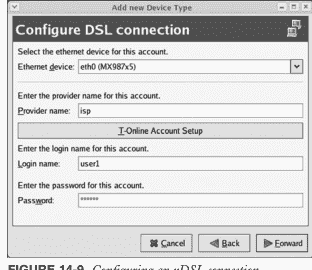 Add new Device Type
Configure DSL connection
Select the ethernet device for this account.
Ethernet device: eth0 (MX987x5)
Enter the provider name for this account.
Provider name: isp
T-Online Account Setup
Enter the login name for this account.
Login name: user1
Enter the password for this account.
Password: ******
Cancel Back Forward
FIGURE 14-9 Configuring an xDSL connection